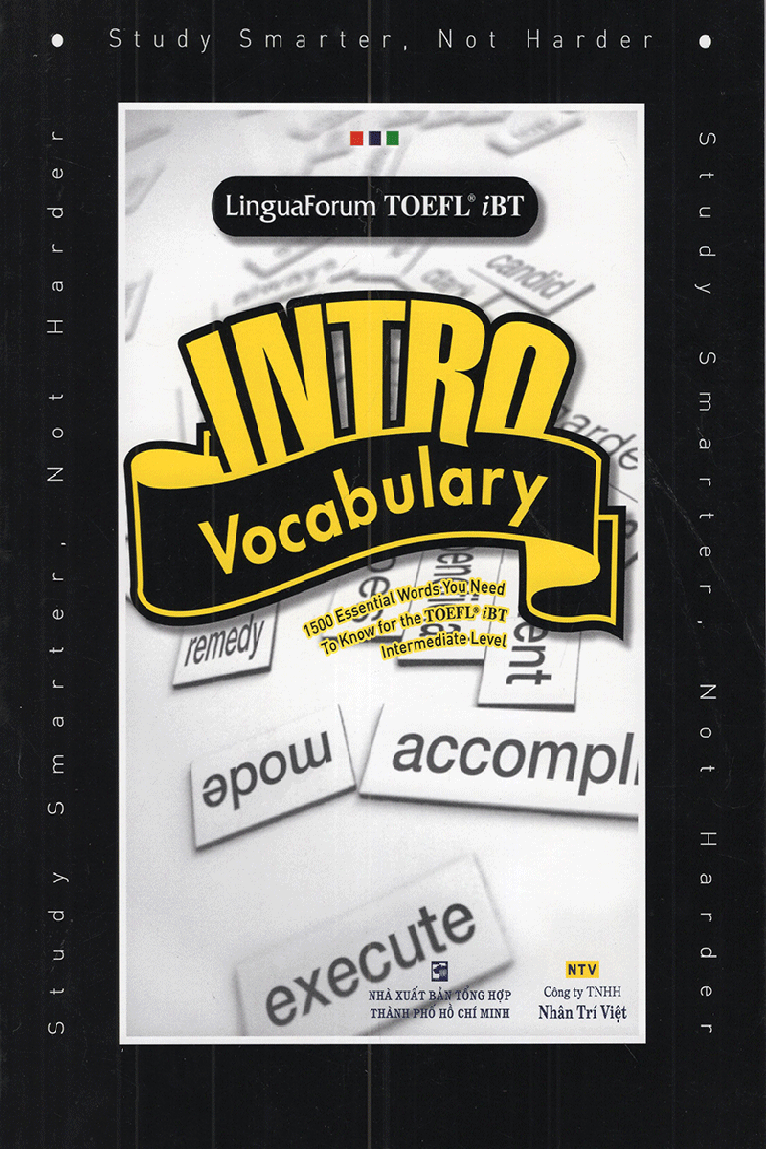 Study Smarter, Not Harder
Study Smarter, Not Harder
Study Smarter, Not Harder
LinguaForum TOEFL® iBT
candid
INTRO
Vocabulary
1500 Essential Words You Need
To Know for the TOEFL® iBT
Intermediate Level
remedy
ent
mode
accompli
execute
NHÀ XUẤT BẢN TỔNG HỢP
THÀNH PHỐ HỒ CHÍ MINH
NTV
Công ty TNHH
Nhân Trí Việt